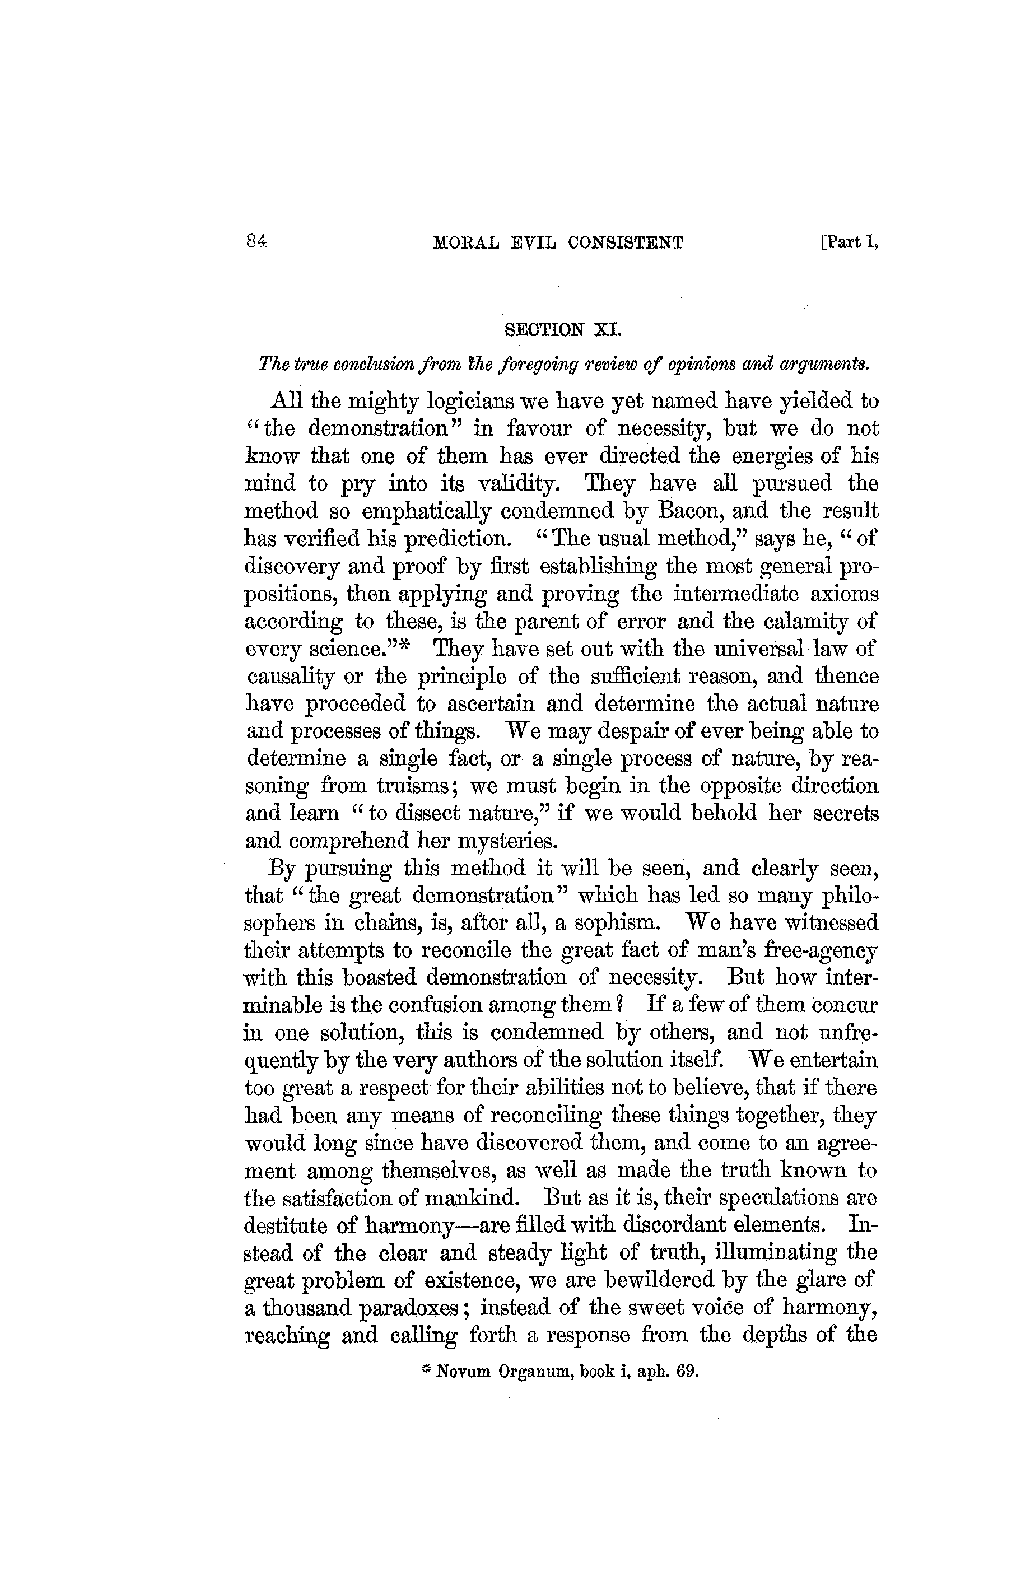 84 MORAL EVIL CONSISTENT [Part I,
SECTION XI.
The true conclusion from the foregoing review of opinions and arguments.
All the mighty logicians we have yet named have yielded to
“the demonstration” in favour of necessity, but we do not
know that one of them has ever directed the energies of his
mind to pry into its validity. They have all pursued the
method so emphatically condemned by Bacon, and the result
has verified his prediction. “The usual method,” says he, “of
discovery and proof by first establishing the most general pro-
positions, then applying and proving the intermediate axioms
according to these, is the parent of error and the calamity of
every science.”* They have set out with the universal law of
causality or the principle of the sufficient reason, and thence
have proceeded to ascertain and determine the actual nature
and processes of things. We may despair of ever being able to
determine a single fact, or a single process of nature, by rea-
soning from truisms; we must begin in the opposite direction
and learn “to dissect nature,” if we would behold her secrets
and comprehend her mysteries.
By pursuing this method it will be seen, and clearly seen,
that “the great demonstration” which has led so many philo-
sophers in chains, is, after all, a sophism. We have witnessed
their attempts to reconcile the great fact of man's free-agency
with this boasted demonstration of necessity. But how inter-
minable is the confusion among them? If a few of them concur
in one solution, this is condemned by others, and not unfre-
quently by the very authors of the solution itself. We entertain
too great a respect for their abilities not to believe, that if there
had been any means of reconciling these things together, they
would long since have discovered them, and come to an agree-
ment among themselves, as well as made the truth known to
the satisfaction of mankind. But as it is, their speculations are
destitute of harmony—are filled with discordant elements. In-
stead of the clear and steady light of truth, illuminating the
great problem of existence, we are bewildered by the glare of
a thousand paradoxes; instead of the sweet voice of harmony,
reaching and calling forth a response from the depths of the
* Novum Organum, book i, aph. 69.